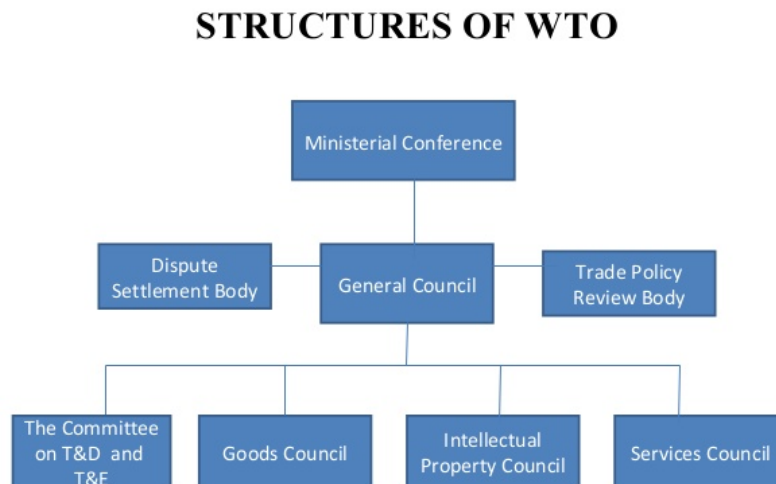 STRUCTURES OF WTO
Ministerial Conference
Dispute
Settlement Body
General Council
Trade Policy
Review Body
The Committee
on T&D and
Goods Council
Intellectual
Property Council
Services Council